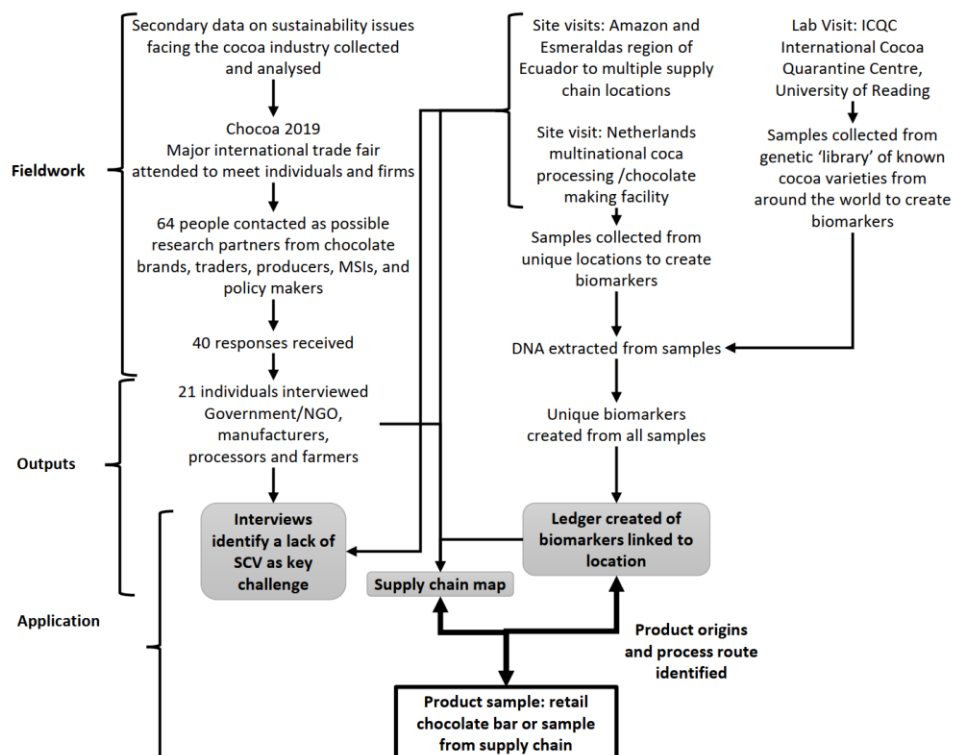 Secondary data on sustainability issues
facing the cocoa industry collected
and analysed
Chocoa 2019
Major international trade fair
attended to meet individuals and firms
Fieldwork
64 people contacted as possible
research partners from chocolate
brands, traders, producers, MSIs, and
policy makers
40 responses received
21 individuals interviewed
Government/NGO,
manufacturers,
processors and farmers
Outputs
Interviews
identify a lack of
SCV as key
challenge
Application
Site visits: Amazon and
Esmeraldas region of
Ecuador to multiple supply
chain locations
Site visit: Netherlands
multinational coca
processing /chocolate
making facility
Samples collected from
unique locations to create
biomarkers
DNA extracted from samples
Unique biomarkers
created from all samples
Ledger created of
biomarkers linked to
location
Supply chain map
Lab Visit: ICQC
International Cocoa
Quarantine Centre,
University of Reading
Samples collected from
genetic ‘library’ of known
cocoa varieties from
around the world to create
biomarkers
Product origins
and process route
identified
Product sample: retail
chocolate bar or sample
from supply chain